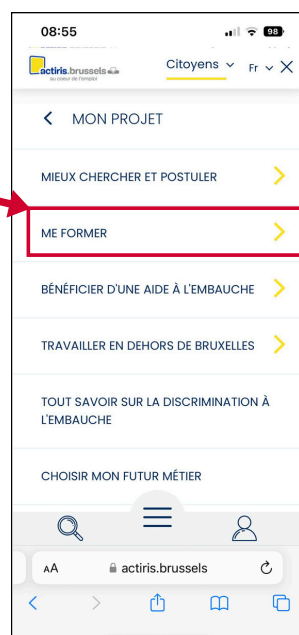 08:55
98
actiris.brussels
au coeur de l'emploi
Citoyens
Fr
MON PROJET
MIEUX CHERCHER ET POSTULER
ME FORMER
BÉNÉFICIER D'UNE AIDE À L'EMBAUCHE
TRAVAILLER EN DEHORS DE BRUXELLES
TOUT SAVOIR SUR LA DISCRIMINATION À
L'EMBAUCHE
CHOISIR MON FUTUR MÉTIER
AA
actiris.brussels